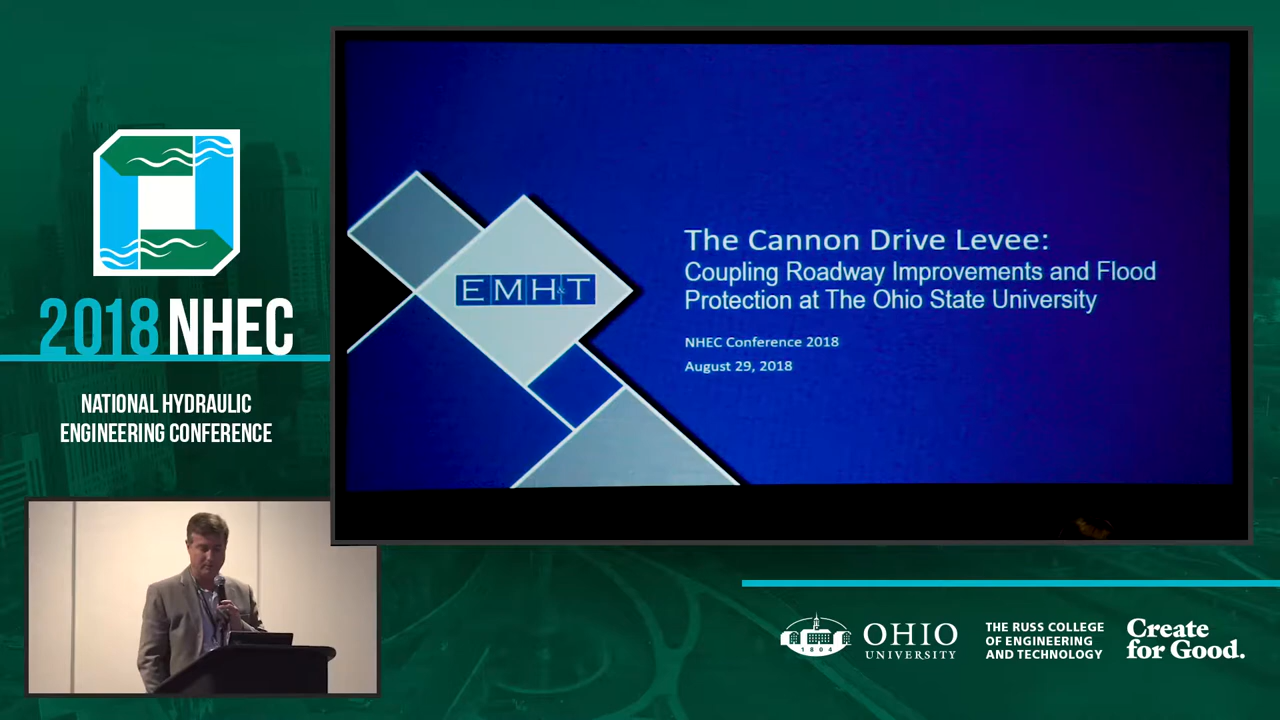 2018 NHEC
NATIONAL HYDRAULIC
ENGINEERING CONFERENCE
EMH&T
The Cannon Drive Levee:
Coupling Roadway Improvements and Flood
Protection at The Ohio State University
NHEC Conference 2018
August 29, 2018
1804
OHIO
UNIVERSITY
THE RUSS COLLEGE
OF ENGINEERING
AND TECHNOLOGY
Create
for Good.